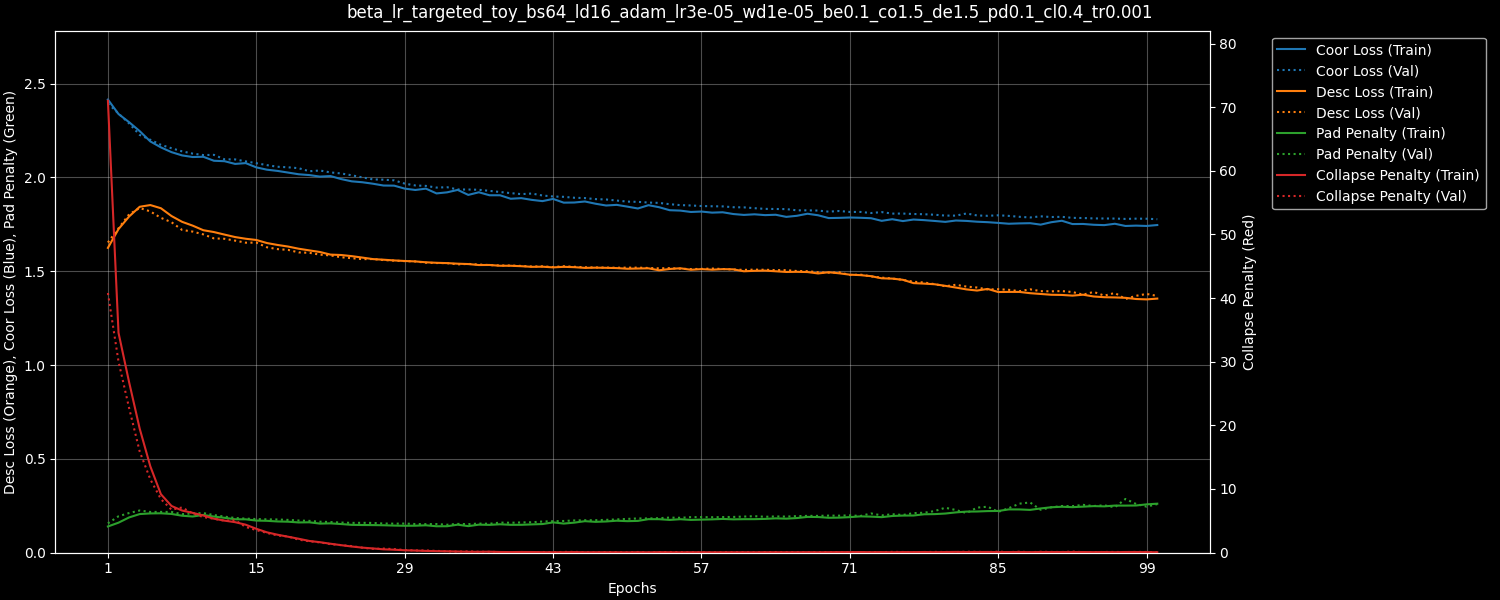 beta_lr_targeted_toy_bs64_ld16_adam_lr3e-05_wd1e-05_be0.1_co1.5_de1.5_pd0.1_cl0.4_tr0.001
Desc Loss (Orange), Coor Loss (Blue), Pad Penalty (Green)
2.5
2.0
1.5
1.0
0.5
0.0
1
15
29
43
57
71
85
99
Epochs
80
70
60
50
40
30
20
10
0
Collapse Penalty (Red)
Coor Loss (Train)
Coor Loss (Val)
Desc Loss (Train)
Desc Loss (Val)
Pad Penalty (Train)
Pad Penalty (Val)
Collapse Penalty (Train)
Collapse Penalty (Val)